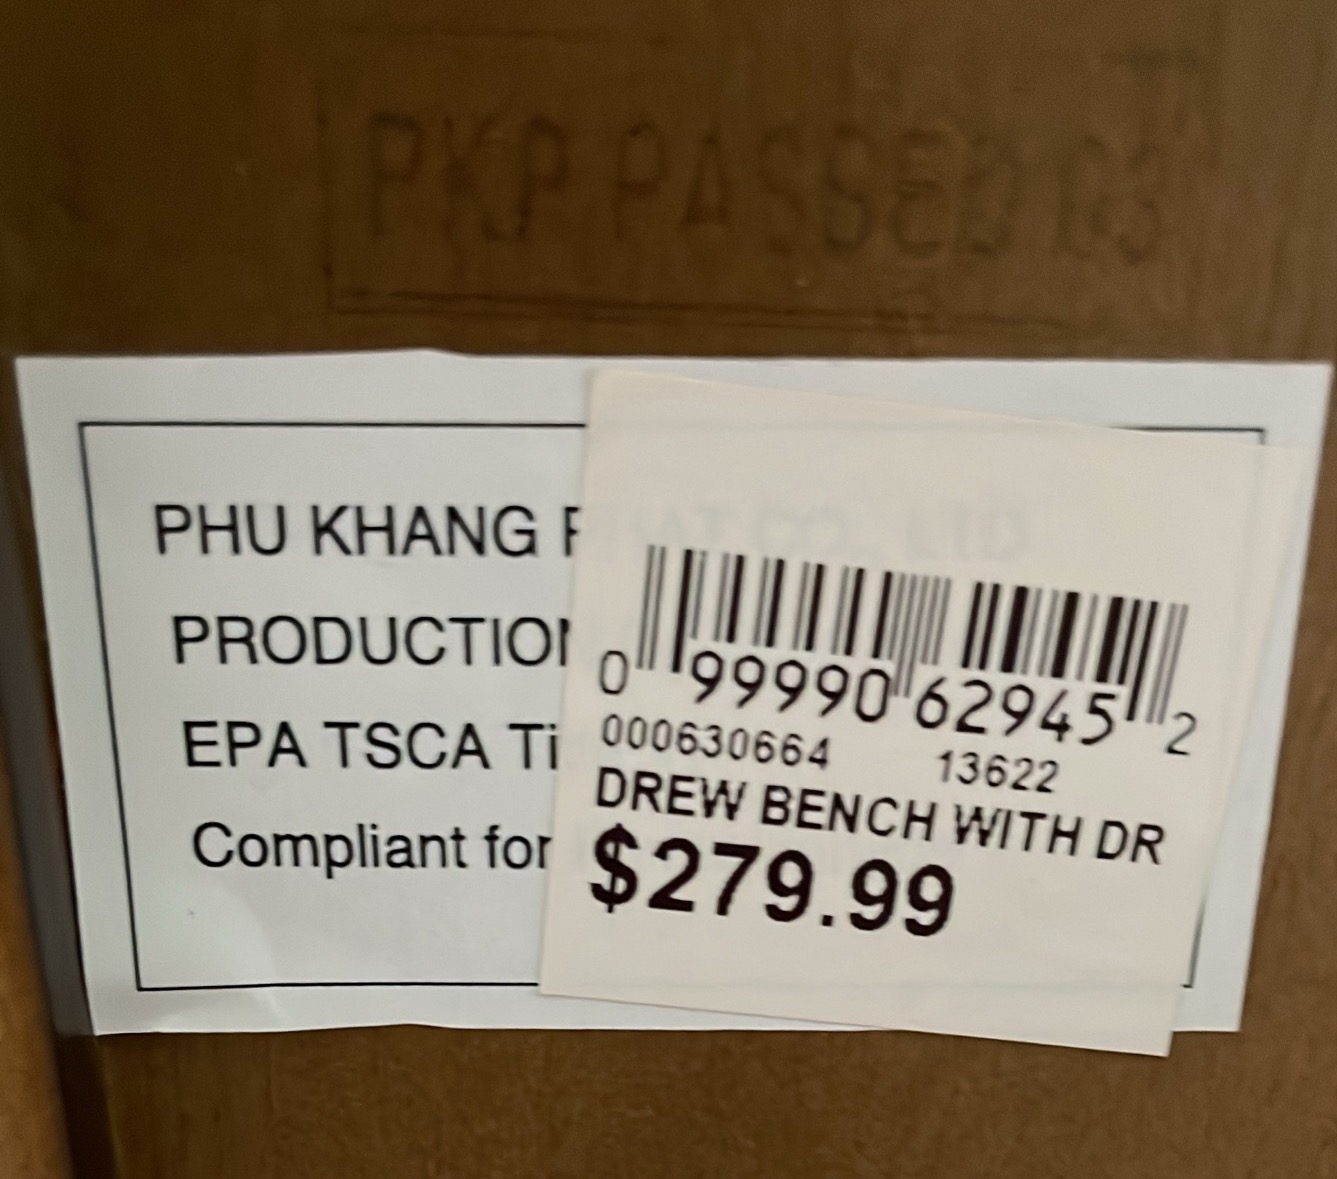 PKP PASSED
PHU KHANG
PRODUCTION
EPA TSCA Ti
Compliant for
0 99990 62945 2
000630664 13622
DREW BENCH WITH DR
$279.99